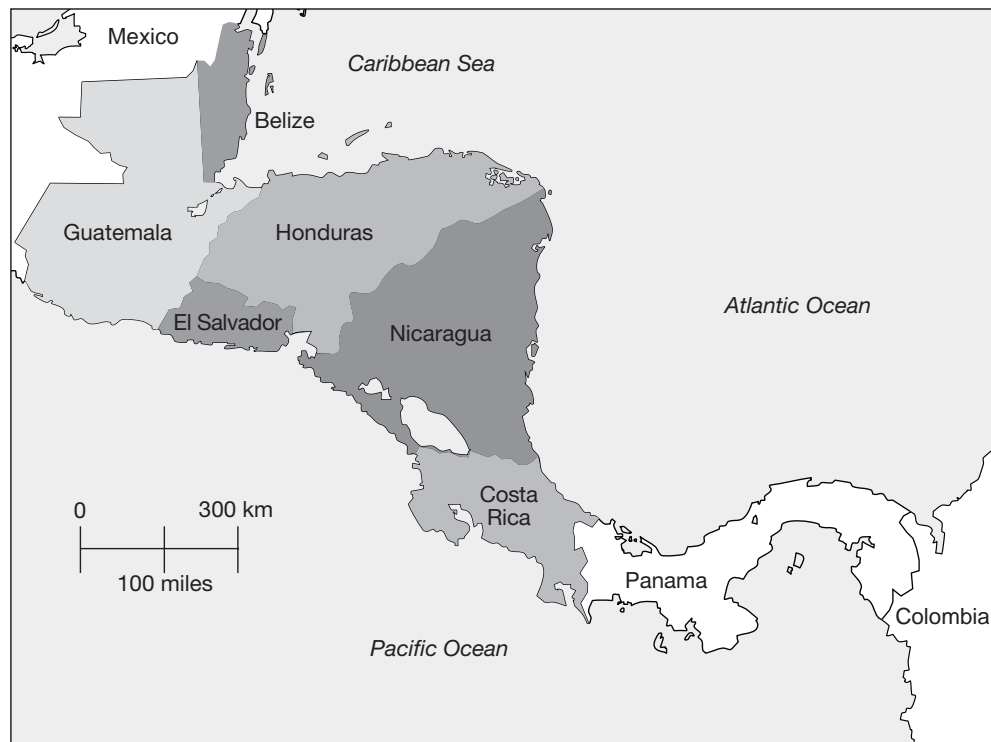 Mexico
Caribbean Sea
Belize
Guatemala
Honduras
Atlantic Ocean
El Salvador
Nicaragua
Costa
Rica
0
300 km
100 miles
Panama
Colombia
Pacific Ocean